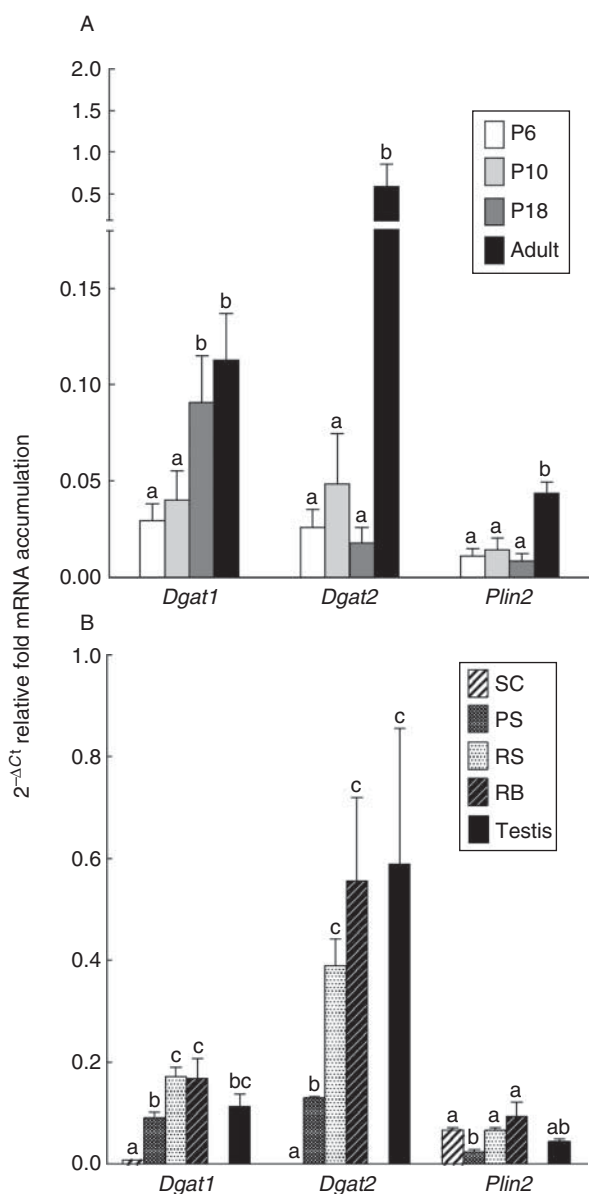 A
2.0
1.5
1.0
0.5
0.15
0.10
0.05
0.00
P6
P10
P18
Adult
a
a
b
b
a
a
a
b
a
a
a
b
Dgat1
Dgat2
Plin2
2−ΔCt relative fold mRNA accumulation
B
1.0
0.8
0.6
0.4
0.2
0.0
SC
PS
RS
RB
Testis
a
b
c
c
bc
a
b
c
c
c
a
b
a
a
ab
Dgat1
Dgat2
Plin2